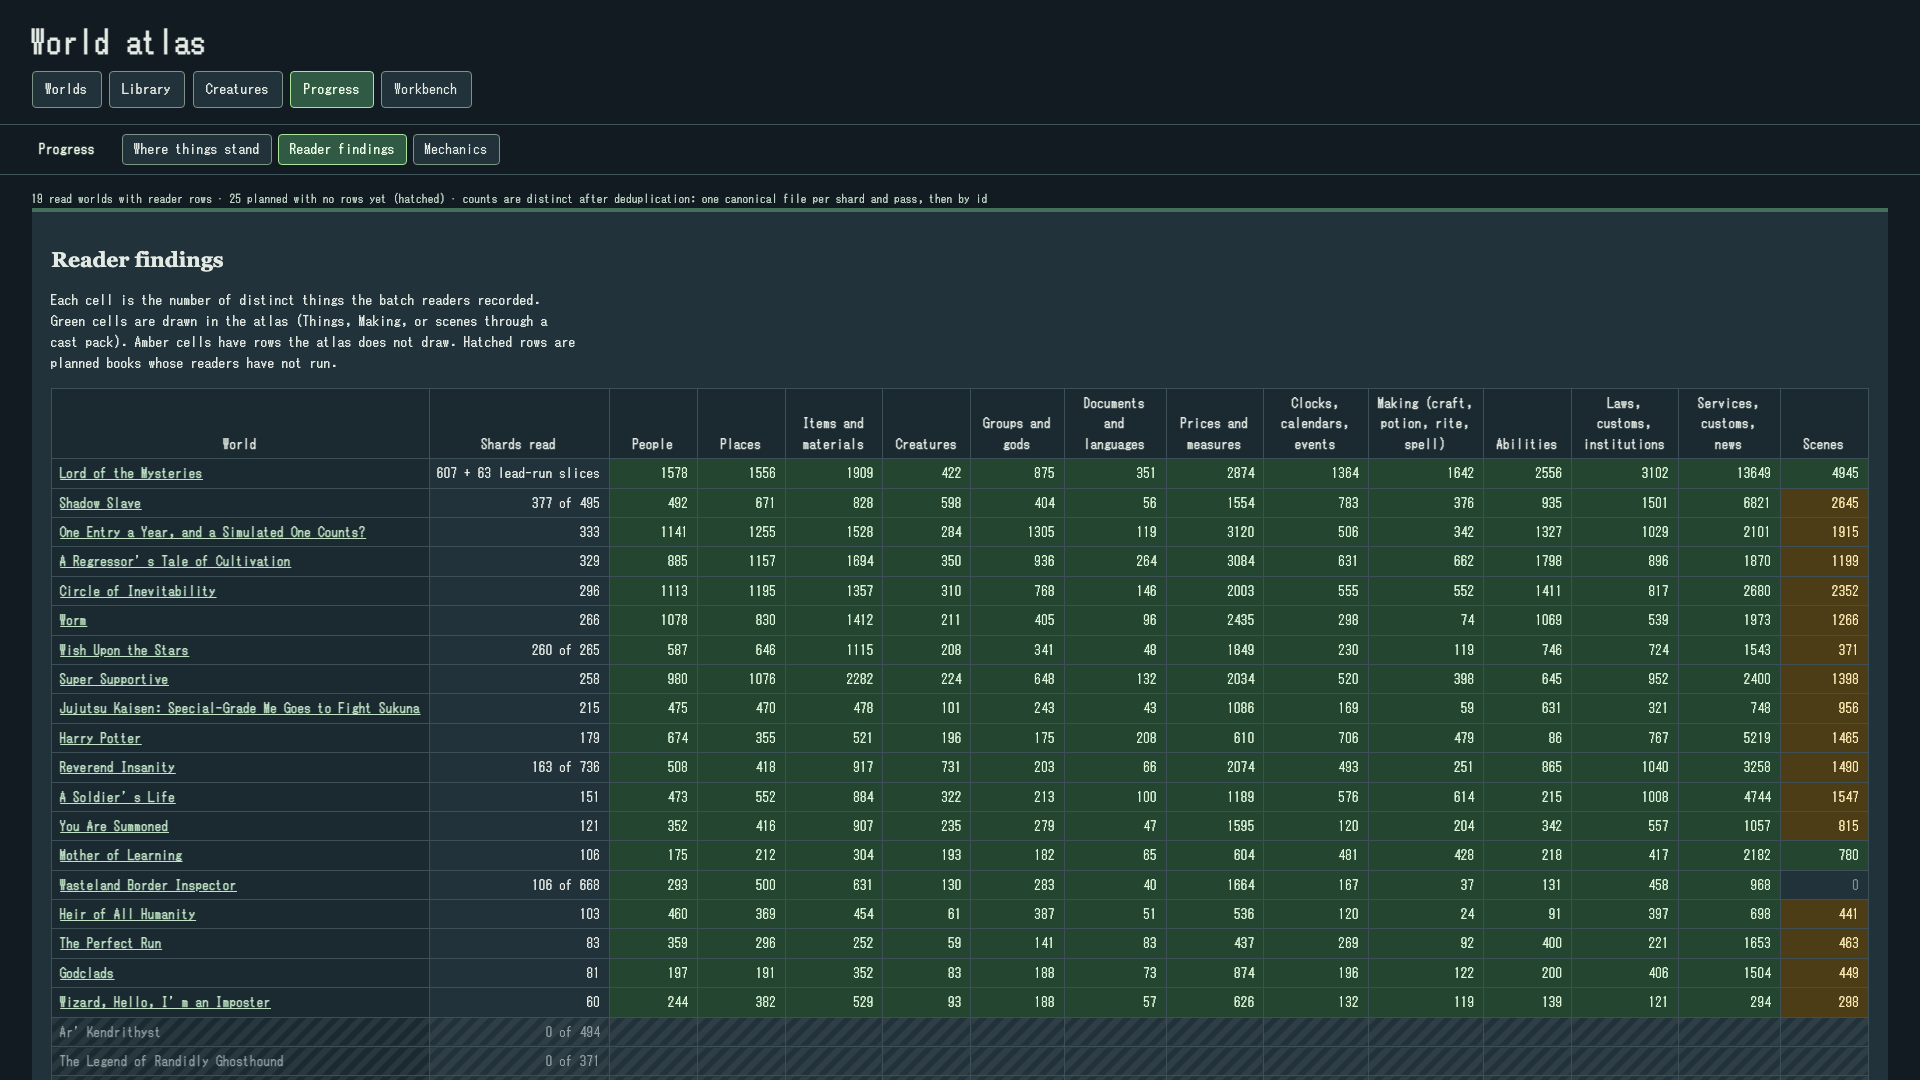 World atlas
Worlds Library Creatures Progress Workbench
Progress Where things stand Reader findings Mechanics
19 read worlds with reader rows · 25 planned with no rows yet (hatched) · counts are distinct after deduplication: one canonical file per shard and pass, then by id
Reader findings
Each cell is the number of distinct things the batch readers recorded.
Green cells are drawn in the atlas (Things, Making, or scenes through a
cast pack). Amber cells have rows the atlas does not draw. Hatched rows are
planned books whose readers have not run.
World Shards read People Places Items and materials Creatures Groups and gods Documents and languages Prices and measures Clocks, calendars, events Making (craft, potion, rite, spell) Abilities Laws, customs, institutions Services, customs, news Scenes
Lord of the Mysteries 607 + 63 lead-run slices 1578 1556 1909 422 875 351 2874 1364 1642 2556 3102 13649 4945
Shadow Slave 377 of 495 492 671 828 598 404 56 1554 783 376 935 1501 6821 2645
One Entry a Year, and a Simulated One Counts? 333 1141 1255 1528 284 1305 119 3120 506 342 1327 1029 2101 1915
A Regressor's Tale of Cultivation 329 885 1157 1694 350 936 264 3084 631 662 1798 896 1870 1199
Circle of Inevitability 296 1113 1195 1357 310 768 146 2003 555 552 1411 817 2680 2352
Worm 266 1078 830 1412 211 405 96 2435 298 74 1069 539 1973 1266
Wish Upon the Stars 260 of 265 587 646 1115 208 341 48 1849 230 119 746 724 1543 371
Super Supportive 258 980 1076 2282 224 648 132 2034 520 398 645 952 2400 1398
Jujutsu Kaisen: Special-Grade Me Goes to Fight Sukuna 215 475 470 478 101 243 43 1086 169 59 631 321 748 956
Harry Potter 179 674 355 521 196 175 208 610 706 479 86 767 5219 1465
Reverend Insanity 163 of 736 508 418 917 731 203 66 2074 493 251 865 1040 3258 1490
A Soldier's Life 151 473 552 884 322 213 100 1189 576 614 215 1008 4744 1547
You Are Summoned 121 352 416 907 235 279 47 1595 120 204 342 557 1057 815
Mother of Learning 106 175 212 304 193 182 65 604 481 428 218 417 2182 780
Wasteland Border Inspector 106 of 668 293 500 631 130 283 40 1664 167 37 131 458 968 0
Heir of All Humanity 103 460 369 454 61 387 51 536 120 24 91 397 698 441
The Perfect Run 83 359 296 252 59 141 83 437 269 92 400 221 1653 463
Godclads 81 197 191 352 83 188 73 874 196 122 200 406 1504 449
Wizard, Hello, I'm an Imposter 60 244 382 529 93 188 57 626 132 119 139 121 294 298
Ar'Kendrithyst 0 of 494
The Legend of Randidly Ghosthound 0 of 371